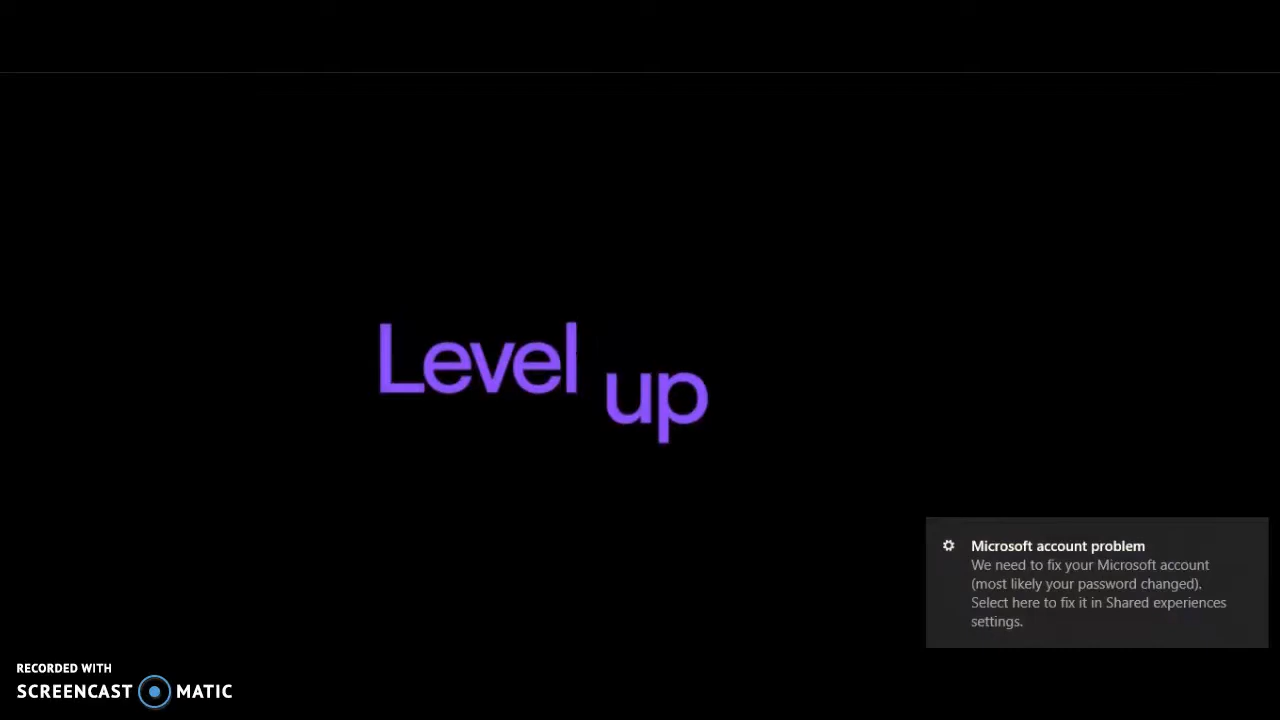 Level up
Microsoft account problem
We need to fix your Microsoft account
(most likely your password changed).
Select here to fix it in Shared experiences
settings.
RECORDED WITH
SCREENCAST MATIC